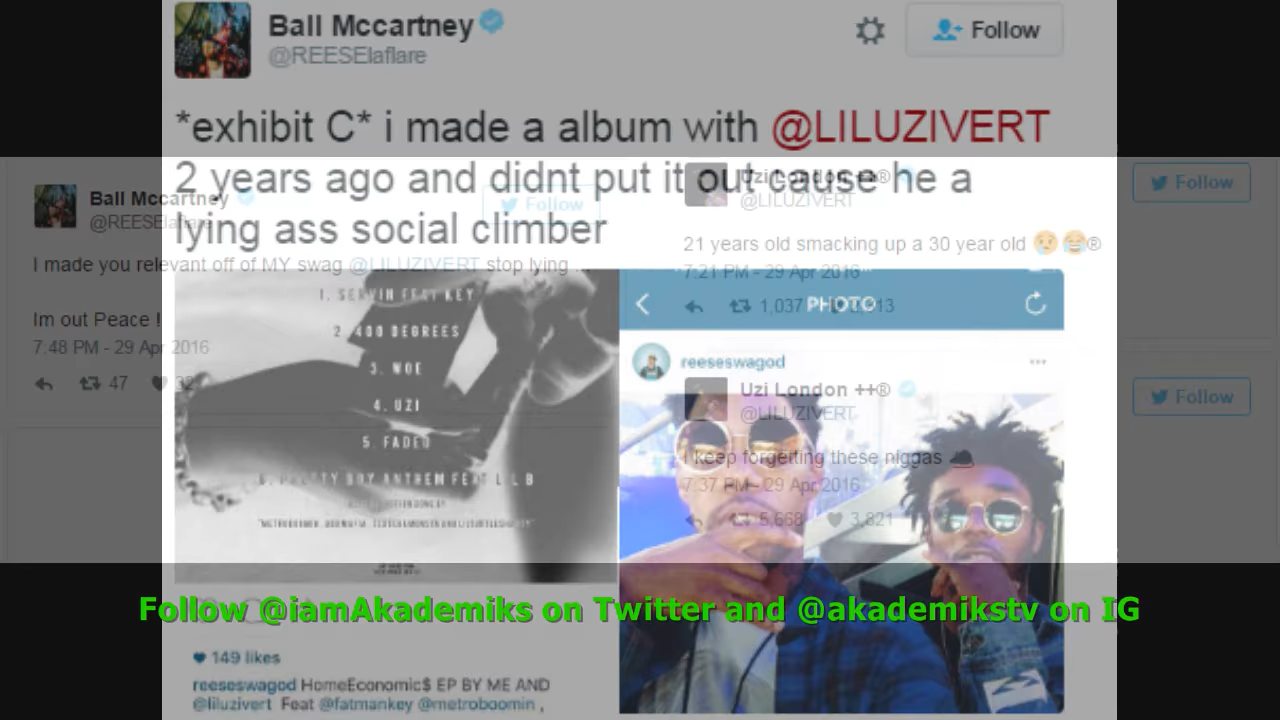 Ball Mccartney
@REESElaflare
Follow
*exhibit C* i made a album with @LILUZIVERT
2 years ago and didnt put it out cause he a
lying ass social climber
Ball Mccartney
@REESElaflare
Follow
I made you relevant off of MY swag @LILUZIVERT stop lying
Im out Peace !
7:48 PM - 29 Apr 2016
47
Uzi London ++®
@LILUZIVERT
Follow
21 years old smacking up a 30 year old 😢😂®
7:21 PM - 29 Apr 2016
1,037
Uzi London ++®
@LILUZIVERT
Follow
I keep forgetting these niggas
7:37 PM - 29 Apr 2016
5,668 3,821
1. SERVIN FEAT KEY
2. 400 DEGREES
3. WOE
4. UZI
5. FADED
PRETTY BOY ANTHEM FEAT LIL B
PHOTO
reeseswagod
149 likes
reeseswagod HomeEconomic$ EP BY ME AND
@liluzivert Feat @fatmankey @metroboomin ,
Follow @iamAkademiks on Twitter and @akademikstv on IG